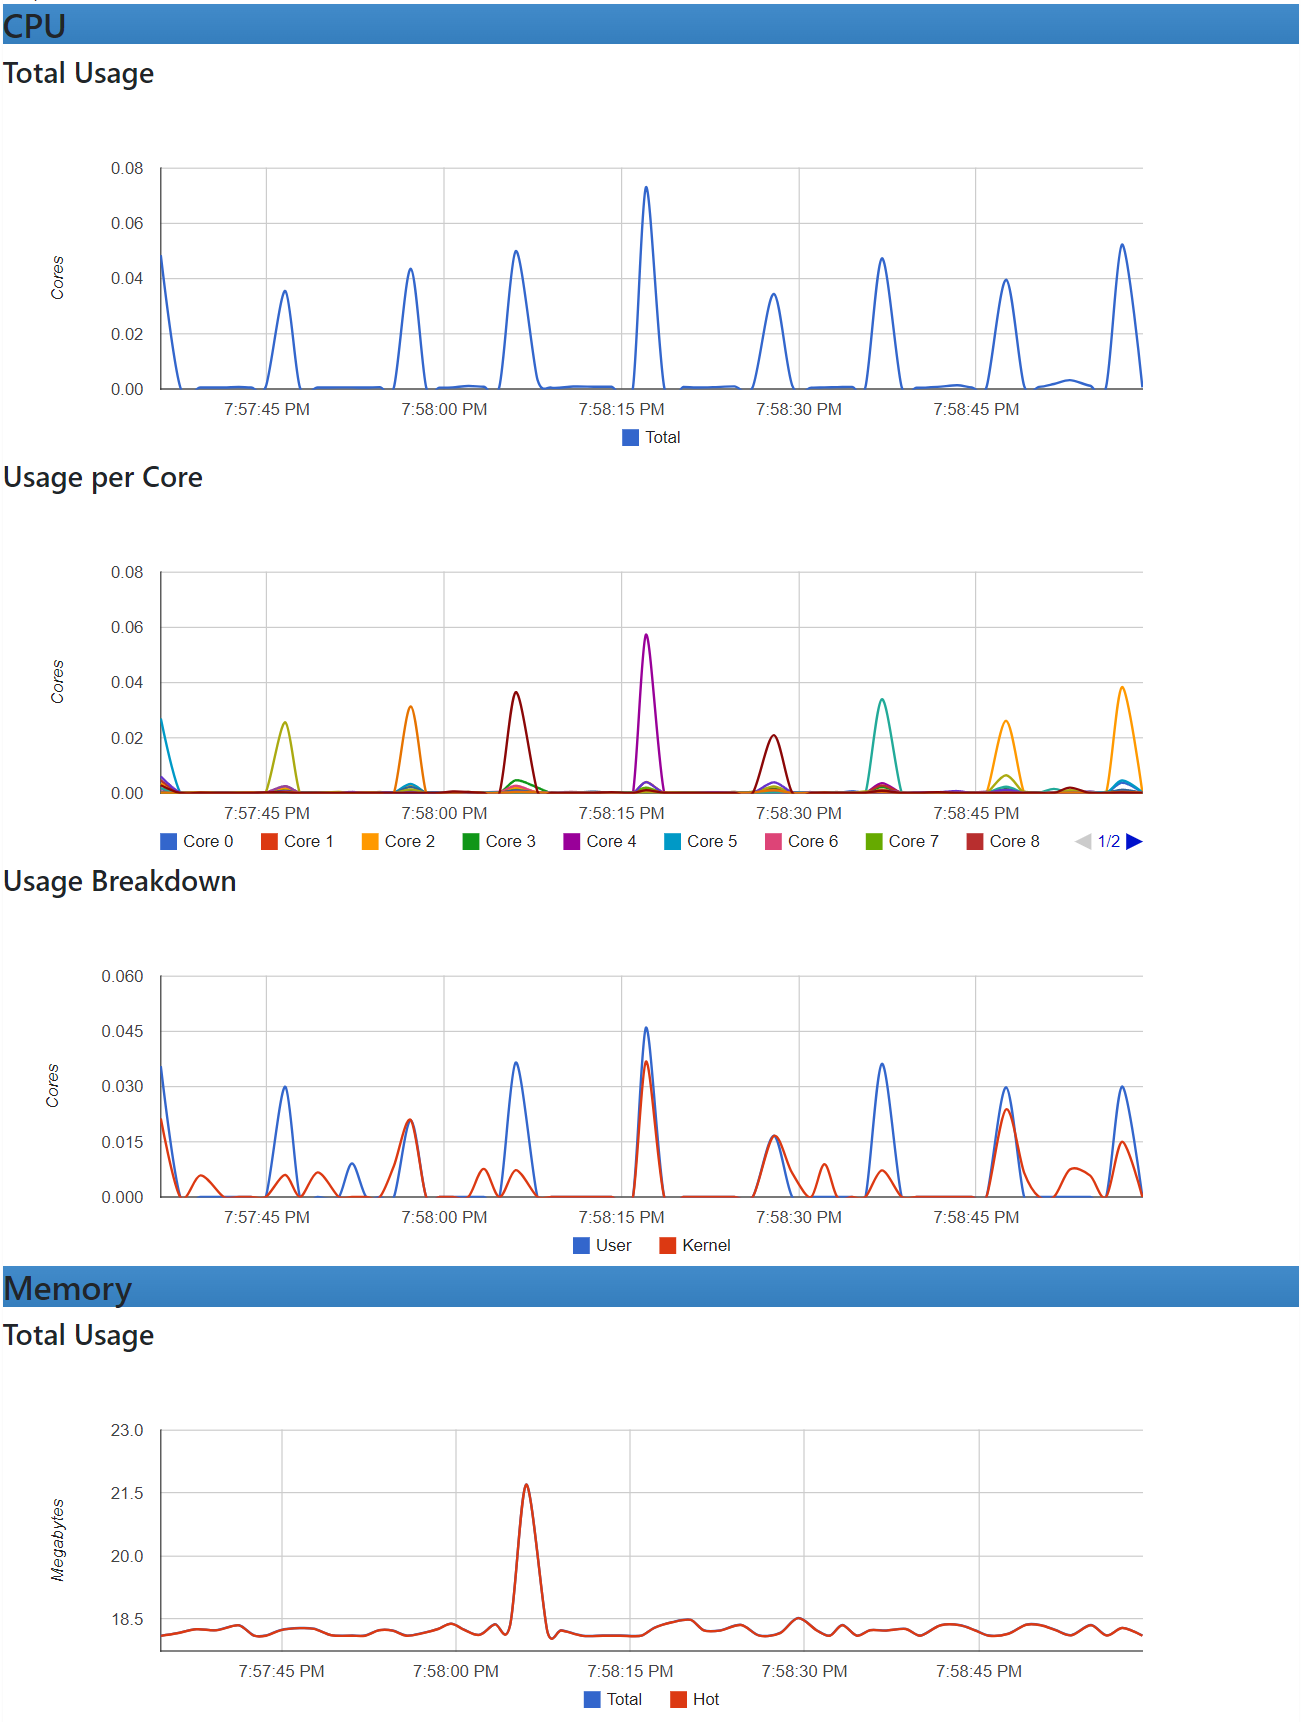 CPU
Total Usage
0.08
0.06
0.04
0.02
0.00
Cores
7:57:45 PM 7:58:00 PM 7:58:15 PM 7:58:30 PM 7:58:45 PM
Total
Usage per Core
0.08
0.06
0.04
0.02
0.00
Cores
7:57:45 PM 7:58:00 PM 7:58:15 PM 7:58:30 PM 7:58:45 PM
Core 0 Core 1 Core 2 Core 3 Core 4 Core 5 Core 6 Core 7 Core 8 1/2
Usage Breakdown
0.060
0.045
0.030
0.015
0.000
Cores
7:57:45 PM 7:58:00 PM 7:58:15 PM 7:58:30 PM 7:58:45 PM
User Kernel
Memory
Total Usage
23.0
21.5
20.0
18.5
Megabytes
7:57:45 PM 7:58:00 PM 7:58:15 PM 7:58:30 PM 7:58:45 PM
Total Hot